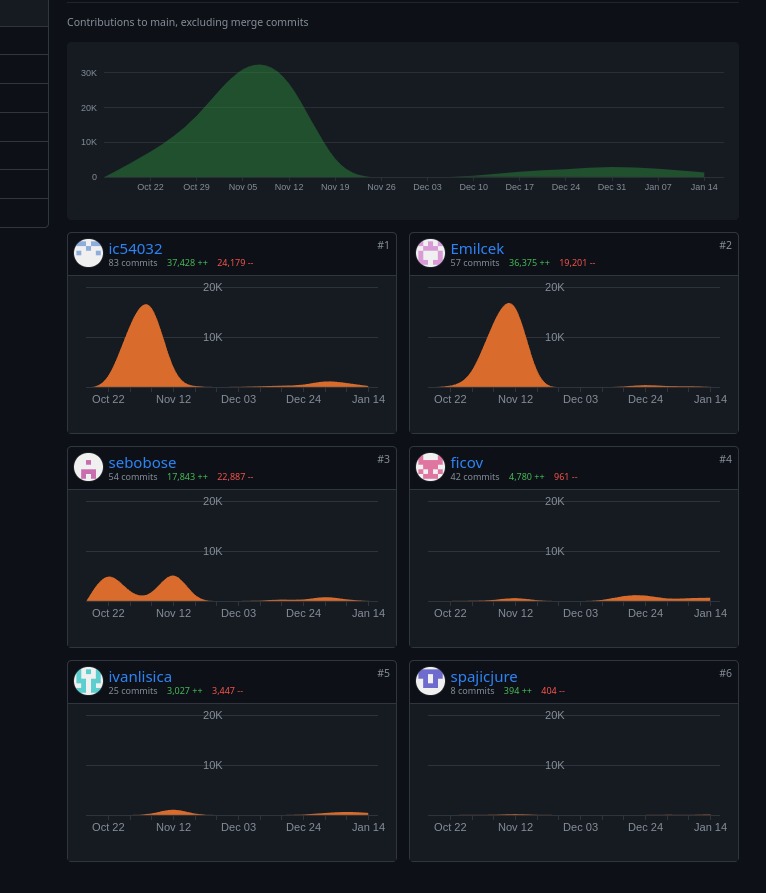 Contributions to main, excluding merge commits
30K
20K
10K
0
Oct 22 Oct 29 Nov 05 Nov 12 Nov 19 Nov 26 Dec 03 Dec 10 Dec 17 Dec 24 Dec 31 Jan 07 Jan 14
ic54032 #1
83 commits 37,428 ++ 24,179 --
20K
10K
Oct 22 Nov 12 Dec 03 Dec 24 Jan 14
Emilcek #2
57 commits 36,375 ++ 19,201 --
20K
10K
Oct 22 Nov 12 Dec 03 Dec 24 Jan 14
sebobose #3
54 commits 17,843 ++ 22,887 --
20K
10K
Oct 22 Nov 12 Dec 03 Dec 24 Jan 14
ficov #4
42 commits 4,780 ++ 961 --
20K
10K
Oct 22 Nov 12 Dec 03 Dec 24 Jan 14
ivanlisica #5
25 commits 3,027 ++ 3,447 --
20K
10K
Oct 22 Nov 12 Dec 03 Dec 24 Jan 14
spajicjure #6
8 commits 394 ++ 404 --
20K
10K
Oct 22 Nov 12 Dec 03 Dec 24 Jan 14